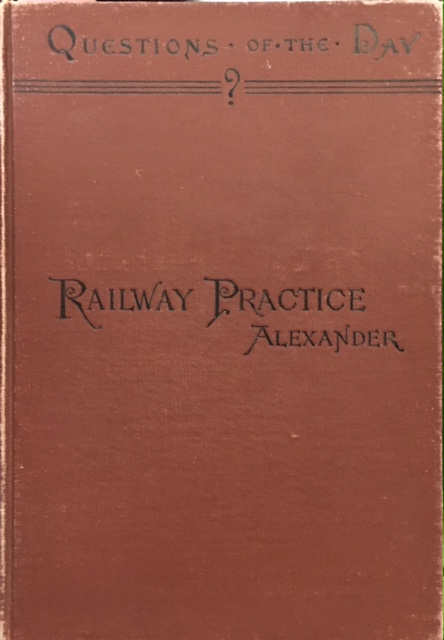 QUESTIONS · OF · THE · DAY
?
RAILWAY PRACTICE
ALEXANDER